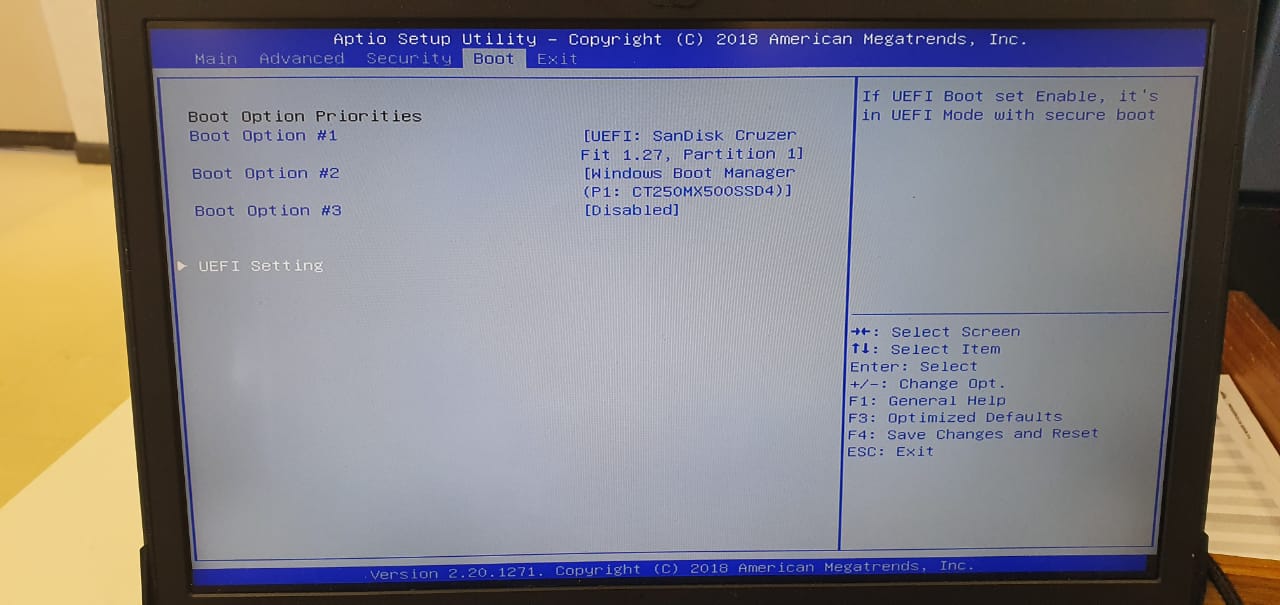 Aptio Setup Utility – Copyright (C) 2018 American Megatrends, Inc.
Main Advanced Security Boot Exit
Boot Option Priorities
Boot Option #1 [UEFI: SanDisk Cruzer
Fit 1.27, Partition 1]
Boot Option #2 [Windows Boot Manager
(P1: CT250MX500SSD4)]
Boot Option #3 [Disabled]
▶ UEFI Setting
If UEFI Boot set Enable, it's
in UEFI Mode with secure boot
→←: Select Screen
↑↓: Select Item
Enter: Select
+/-: Change Opt.
F1: General Help
F3: Optimized Defaults
F4: Save Changes and Reset
ESC: Exit
Version 2.20.1271. Copyright (C) 2018 American Megatrends, Inc.